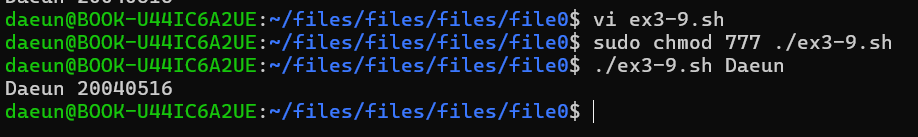 Daeun 20040516
daeun@BOOK-U44IC6A2UE:~/files/files/files/file0$ vi ex3-9.sh
daeun@BOOK-U44IC6A2UE:~/files/files/files/file0$ sudo chmod 777 ./ex3-9.sh
daeun@BOOK-U44IC6A2UE:~/files/files/files/file0$ ./ex3-9.sh Daeun
Daeun 20040516
daeun@BOOK-U44IC6A2UE:~/files/files/files/file0$